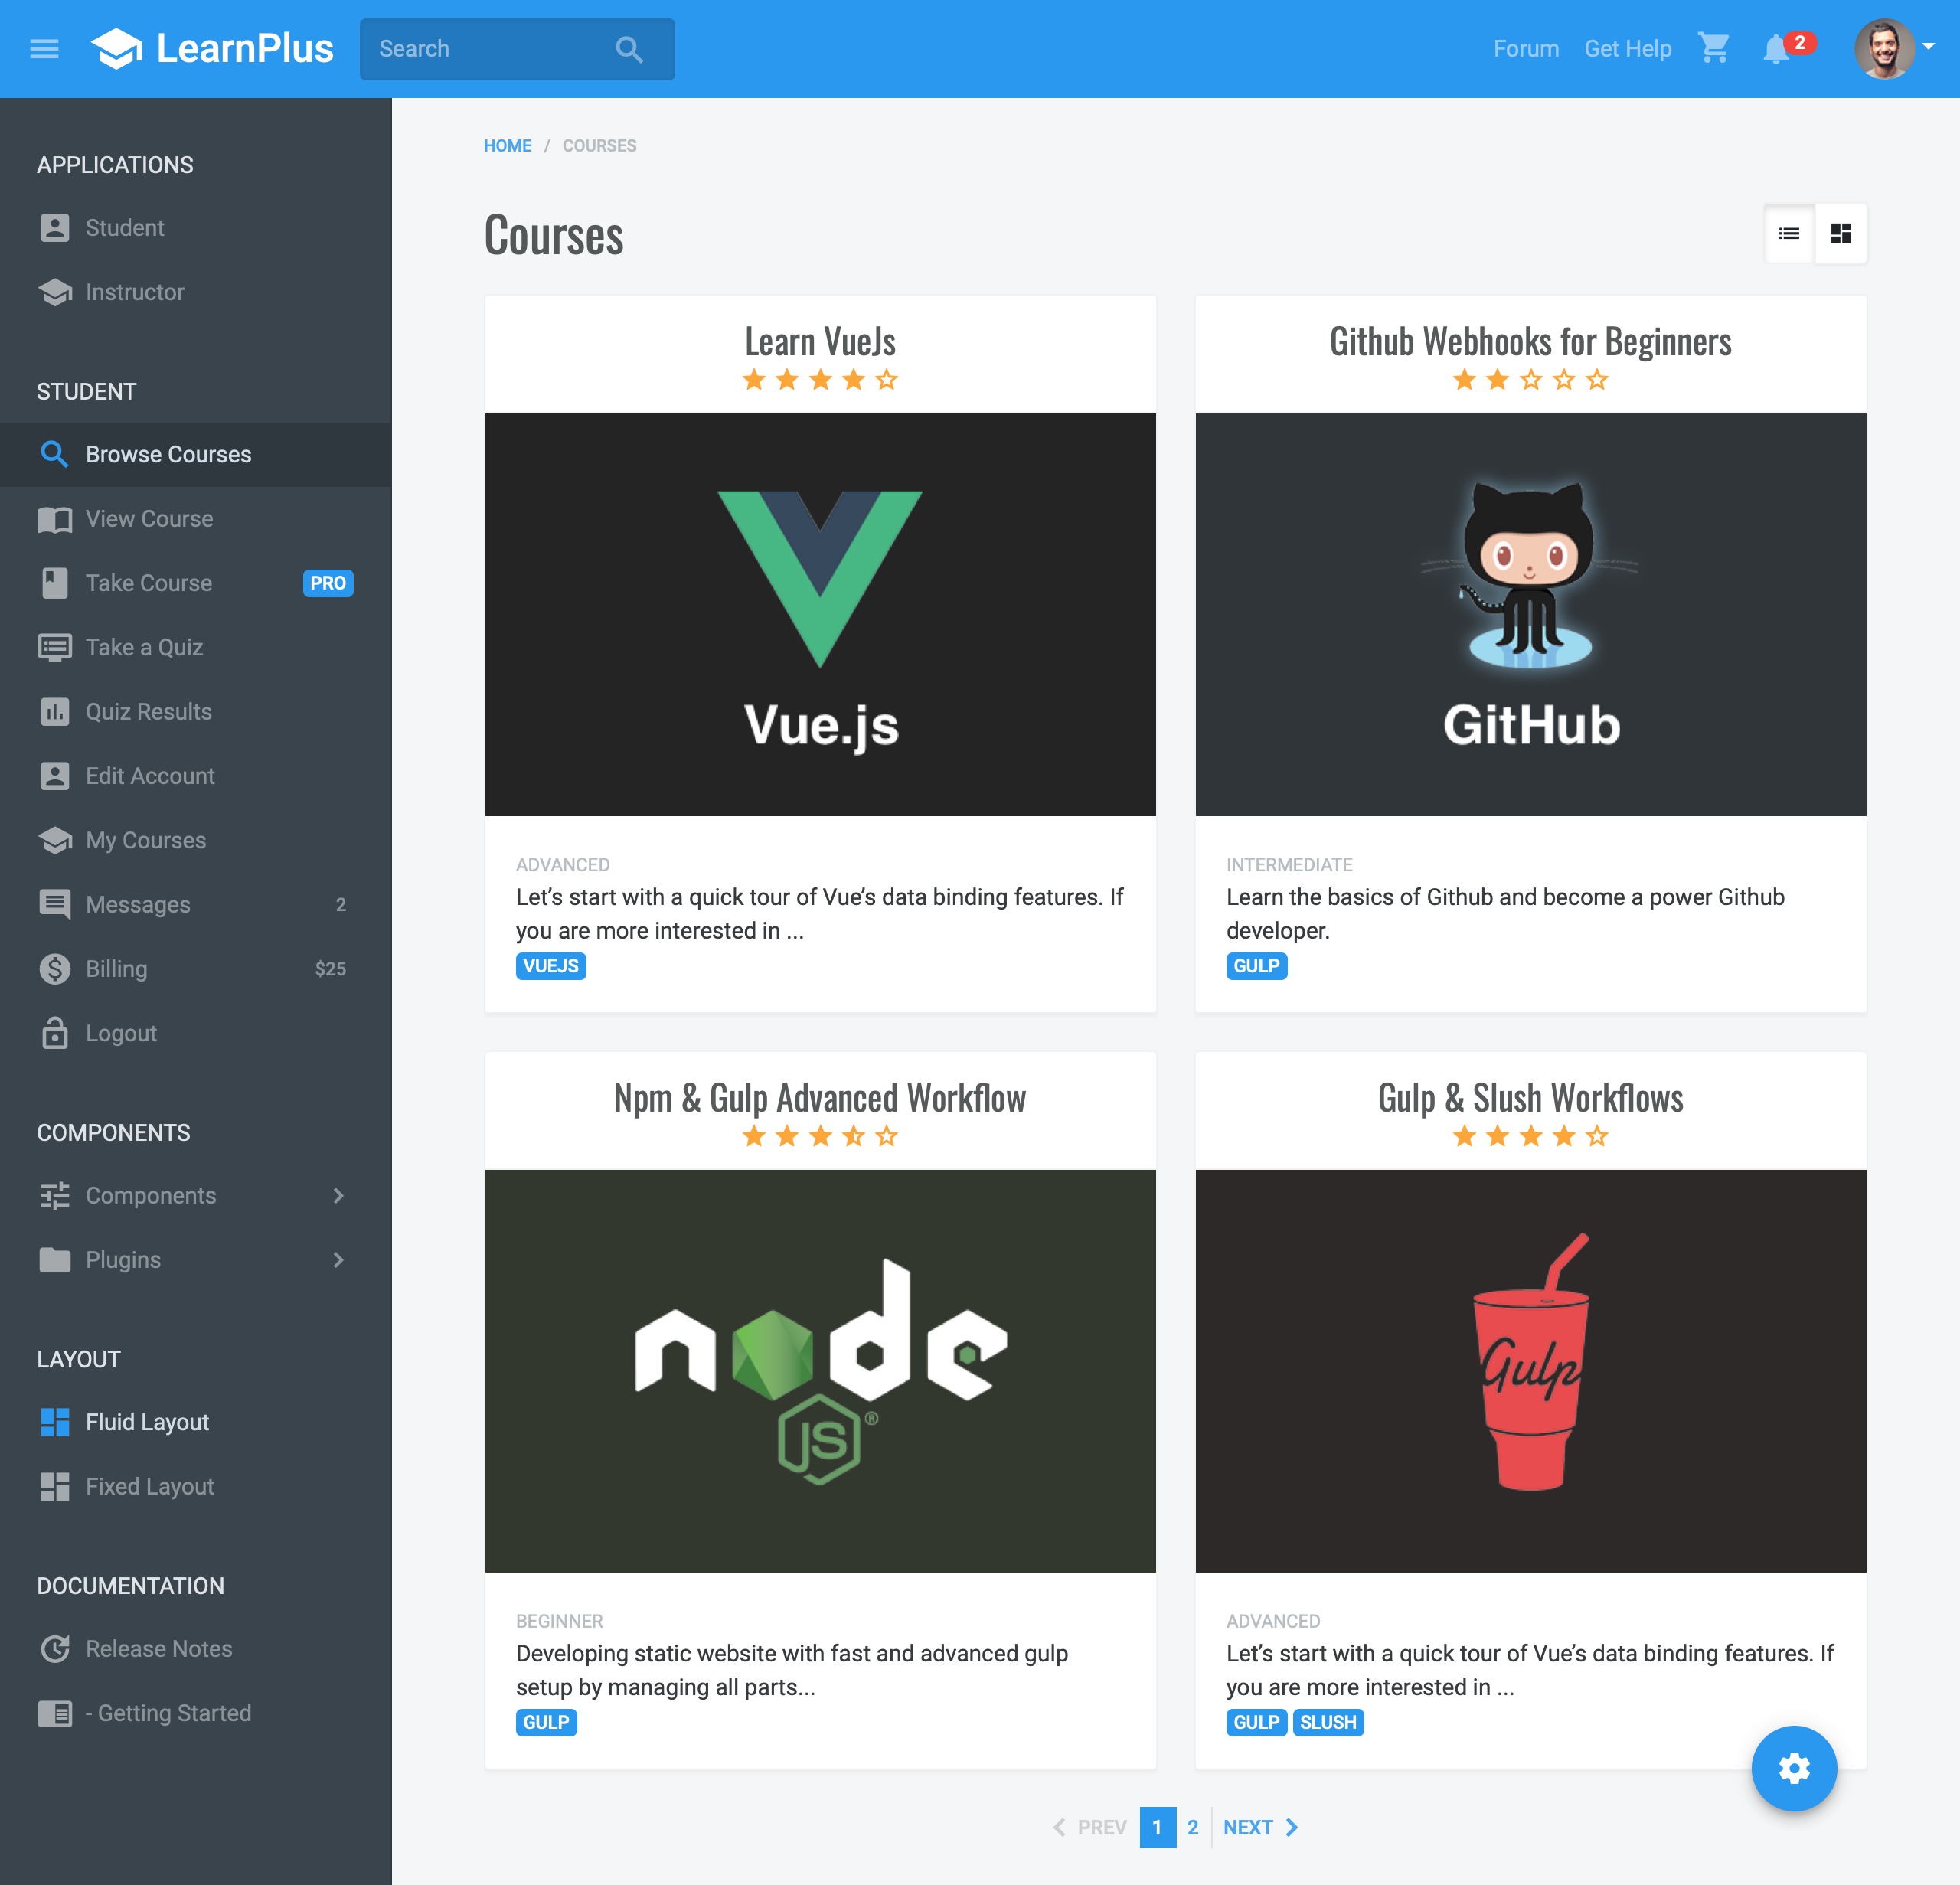 LearnPlus
Search
Forum
Get Help
2
APPLICATIONS
Student
Instructor
STUDENT
Browse Courses
View Course
Take Course
PRO
Take a Quiz
Quiz Results
Edit Account
My Courses
Messages
2
Billing
$25
Logout
COMPONENTS
Components
Plugins
LAYOUT
Fluid Layout
Fixed Layout
DOCUMENTATION
Release Notes
- Getting Started
HOME / COURSES
Courses
Learn VueJs
Vue.js
ADVANCED
Let’s start with a quick tour of Vue’s data binding features. If
you are more interested in ...
VUEJS
Github Webhooks for Beginners
GitHub
INTERMEDIATE
Learn the basics of Github and become a power Github
developer.
GULP
Npm & Gulp Advanced Workflow
node
JS ®
BEGINNER
Developing static website with fast and advanced gulp
setup by managing all parts...
GULP
Gulp & Slush Workflows
Gulp
ADVANCED
Let’s start with a quick tour of Vue’s data binding features. If
you are more interested in ...
GULP SLUSH
PREV 1 2 NEXT